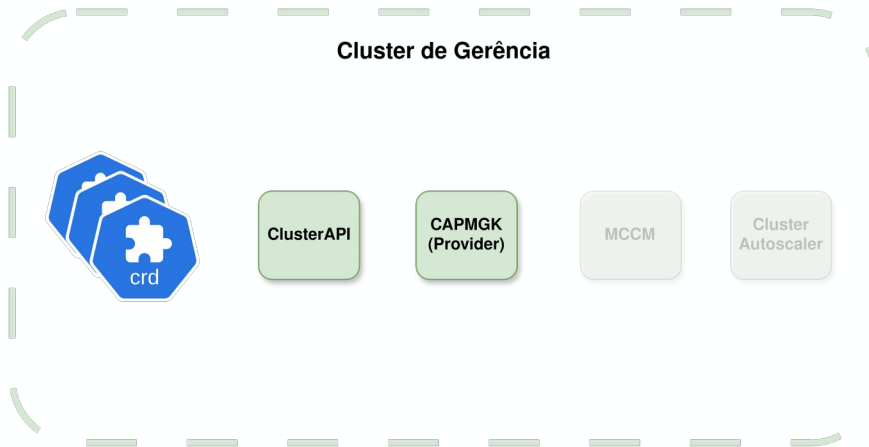 Cluster de Gerência
crd
ClusterAPI
CAPMGK
(Provider)
MCCM
Cluster
Autoscaler